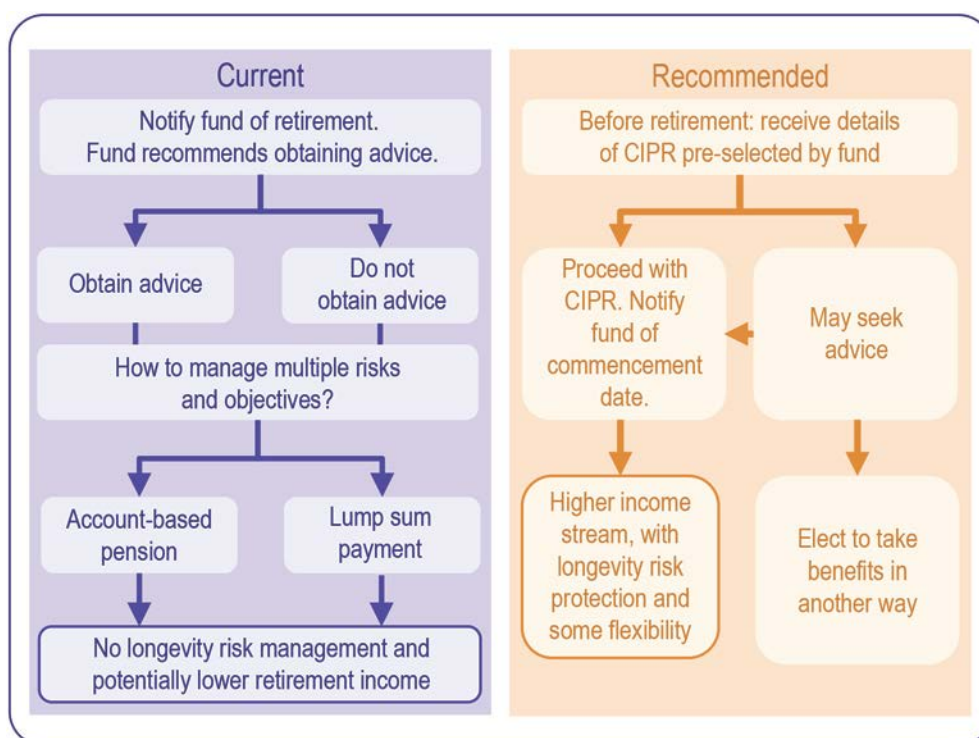 Current
Notify fund of retirement.
Fund recommends obtaining advice.
Obtain advice
Do not
obtain advice
How to manage multiple risks
and objectives?
Account-based
pension
Lump sum
payment
No longevity risk management and
potentially lower retirement income
Recommended
Before retirement: receive details
of CIPR pre-selected by fund
Proceed with
CIPR. Notify
fund of
commencement
date.
May seek
advice
Higher income
stream, with
longevity risk
protection and
some flexibility
Elect to take
benefits in
another way